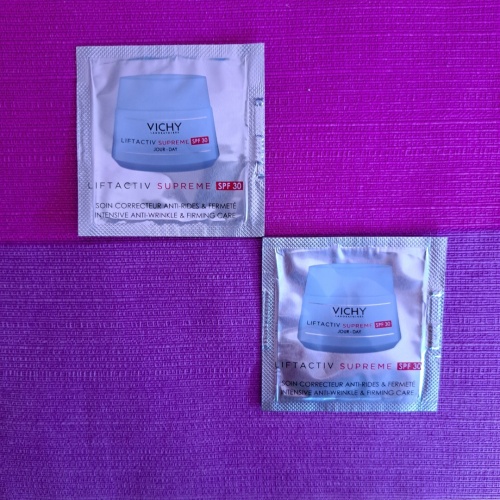 VICHY
LABORATOIRES
LIFTACTIV SUPREME SPF 30
JOUR - DAY
LIFTACTIV SUPREME SPF 30
SOIN CORRECTEUR ANTI-RIDES & FERMETÉ
INTENSIVE ANTI-WRINKLE & FIRMING CARE
VICHY
LABORATOIRES
LIFTACTIV SUPREME SPF 30
JOUR - DAY
LIFTACTIV SUPREME SPF 30
SOIN CORRECTEUR ANTI-RIDES & FERMETÉ
INTENSIVE ANTI-WRINKLE & FIRMING CARE